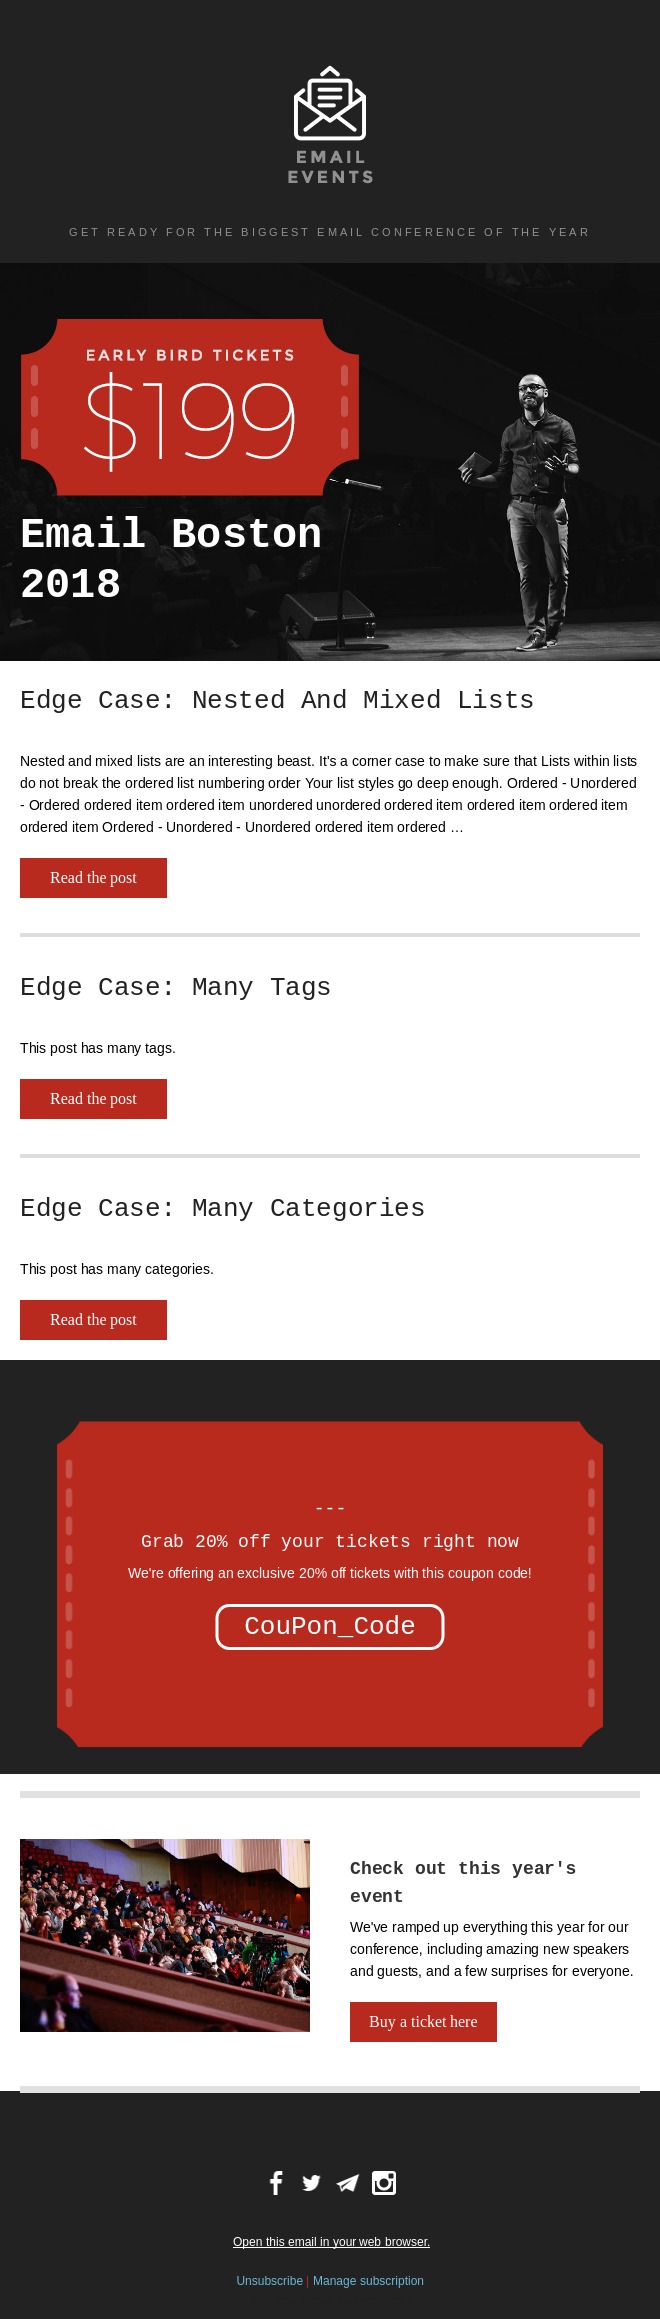 EMAIL
EVENTS
GET READY FOR THE BIGGEST EMAIL CONFERENCE OF THE YEAR
EARLY BIRD TICKETS
$199
Email Boston
2018
Edge Case: Nested And Mixed Lists
Nested and mixed lists are an interesting beast. It's a corner case to make sure that Lists within lists
do not break the ordered list numbering order Your list styles go deep enough. Ordered - Unordered
- Ordered ordered item ordered item unordered unordered ordered item ordered item ordered item
ordered item Ordered - Unordered - Unordered ordered item ordered …
Read the post
Edge Case: Many Tags
This post has many tags.
Read the post
Edge Case: Many Categories
This post has many categories.
Read the post
---
Grab 20% off your tickets right now
We're offering an exclusive 20% off tickets with this coupon code!
CouPon_Code
Check out this year's
event
We've ramped up everything this year for our
conference, including amazing new speakers
and guests, and a few surprises for everyone.
Buy a ticket here
Open this email in your web browser.
Unsubscribe | Manage subscription